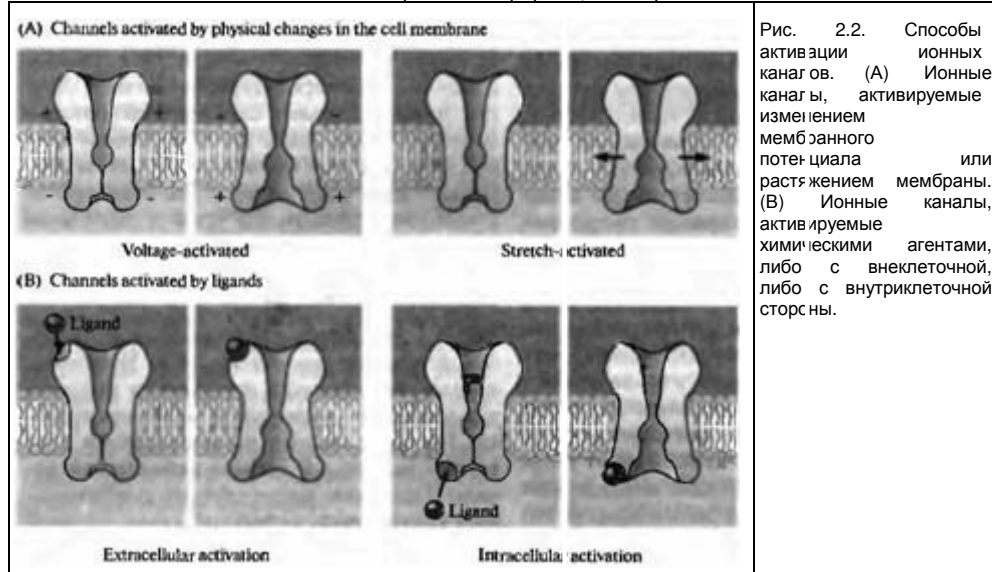 (A) Channels activated by physical changes in the cell membrane
+ + - -
- - + +
Voltage-activated
Stretch-activated
(B) Channels activated by ligands
Ligand
Ligand
Extracellular activation
Intracellular activation
Рис. 2.2. Способы
активации ионных
каналов. (А) Ионные
каналы, активируемые
изменением
мембранного
потенциала или
растяжением мембраны.
(В) Ионные каналы,
активируемые
химическими агентами,
либо с внеклеточной,
либо с внутриклеточной
стороны.